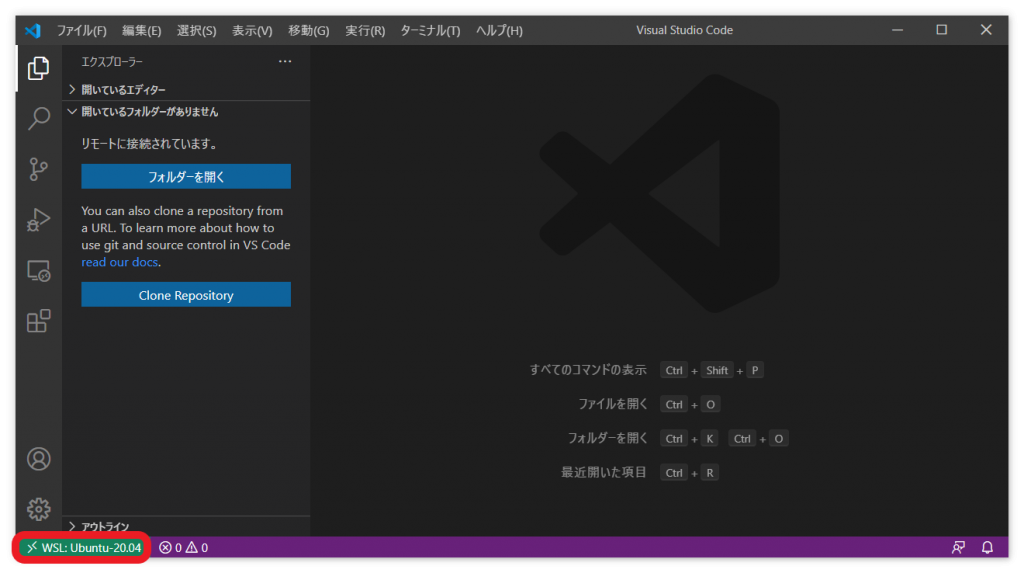 ファイル(F) 編集(E) 選択(S) 表示(V) 移動(G) 実行(R) ターミナル(T) ヘルプ(H) Visual Studio Code
エクスプローラー
開いているエディター
開いているフォルダーがありません
リモートに接続されています。
フォルダーを開く
You can also clone a repository from
a URL. To learn more about how to
use git and source control in VS Code
read our docs.
Clone Repository
すべてのコマンドの表示 Ctrl + Shift + P
ファイルを開く Ctrl + O
フォルダーを開く Ctrl + K Ctrl + O
最近開いた項目 Ctrl + R
アウトライン
WSL: Ubuntu-20.04 0 0